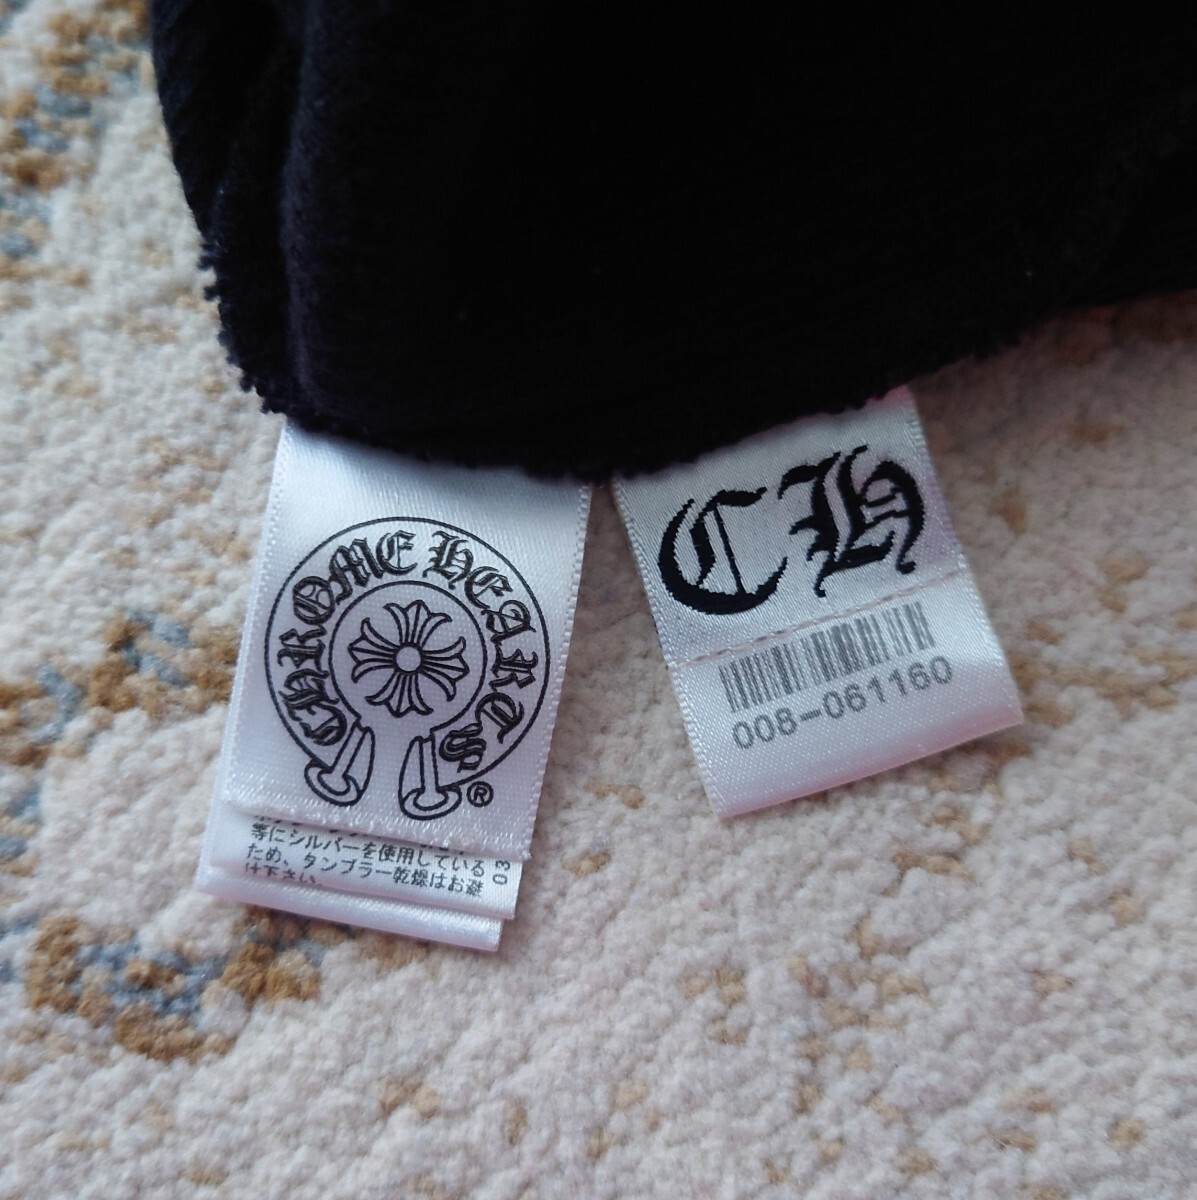 CHROME HEARTS
®
等にシルバーを使用している
ため、タンブラー乾燥はお避
け下さい。
03
CH
008-061160